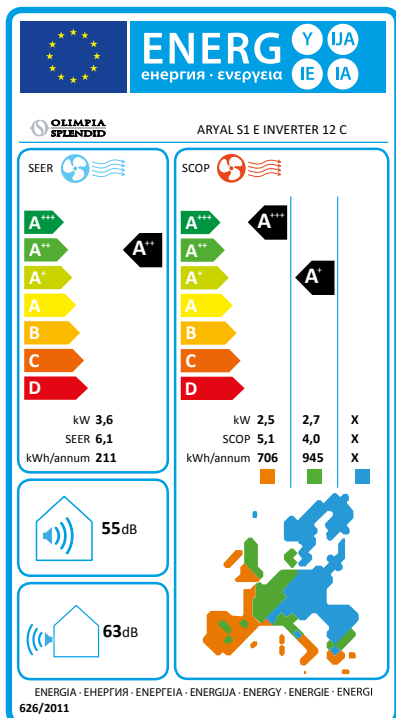 ENERG Y IJA
енергия · ενεργεια IE IA
OLIMPIA SPLENDID
ARYAL S1 E INVERTER 12 C
SEER
SCOP
A+++ A+++ A+++
A++ A++ A++
A+ A+ A+
A A
B B
C C
D D
kW 3,6 kW 2,5 2,7 X
SEER 6,1 SCOP 5,1 4,0 X
kWh/annum 211 kWh/annum 706 945 X
55dB
63dB
ENERGIA · ЕНЕРГИЯ · ΕΝΕΡΓΕΙΑ · ENERGIJA · ENERGY · ENERGIE · ENERGI
626/2011